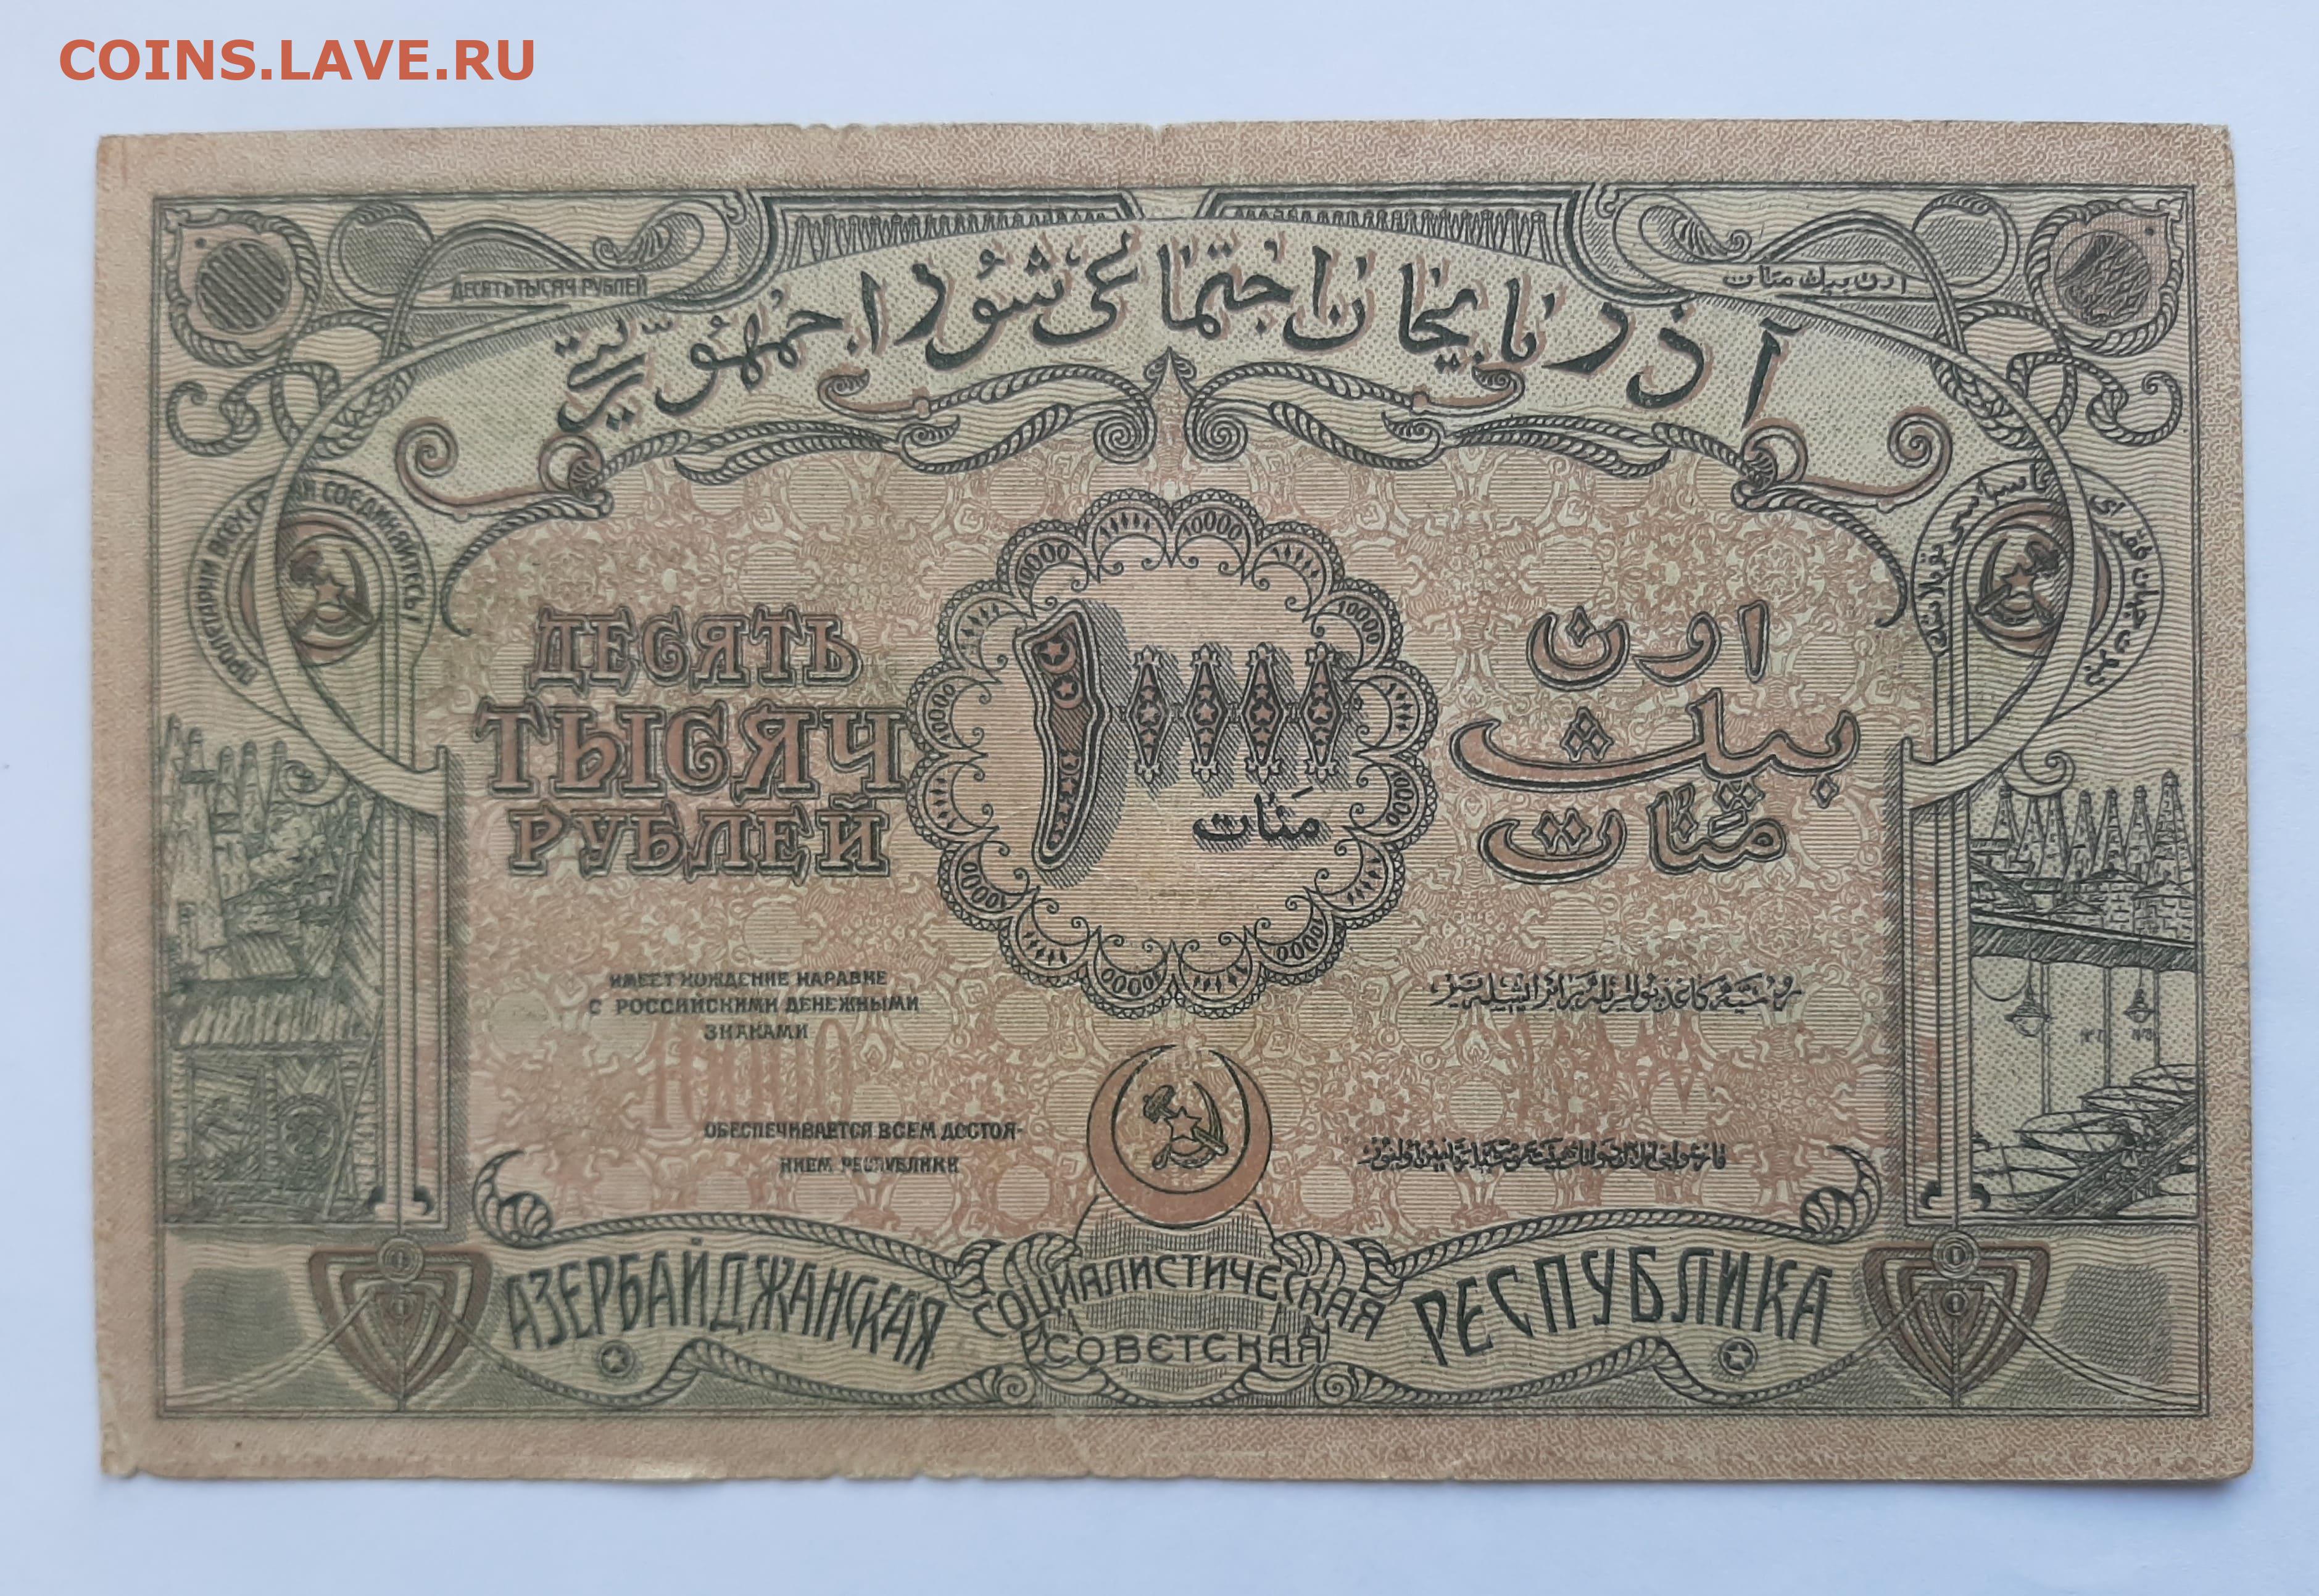 COINS.LAVE.RU
ДЕСЯТЬ ТЫСЯЧ РУБЛЕЙ
اون بیك منات
آذربایجان اجتماعی شورا جمهوریتی
ПРОЛЕТАРИИ ВСЕХ СТРАН СОЕДИНЯЙТЕСЬ!
ДЕСЯТЬ
ТЫСЯЧ
РУБЛЕЙ
۱۰۰۰۰
منات
اون
بیك
منات
ИМЕЕТ ХОЖДЕНИЕ НАРАВНЕ
С РОССИЙСКИМИ ДЕНЕЖНЫМИ
ЗНАКАМИ
10000
ОБЕСПЕЧИВАЕТСЯ ВСЕМ ДОСТОЯ-
НИЕМ РЕСПУБЛИКИ
АЗЕРБАЙДЖАНСКАЯ
СОЦИАЛИСТИЧЕСКАЯ
СОВЕТСКАЯ
РЕСПУБЛИКА